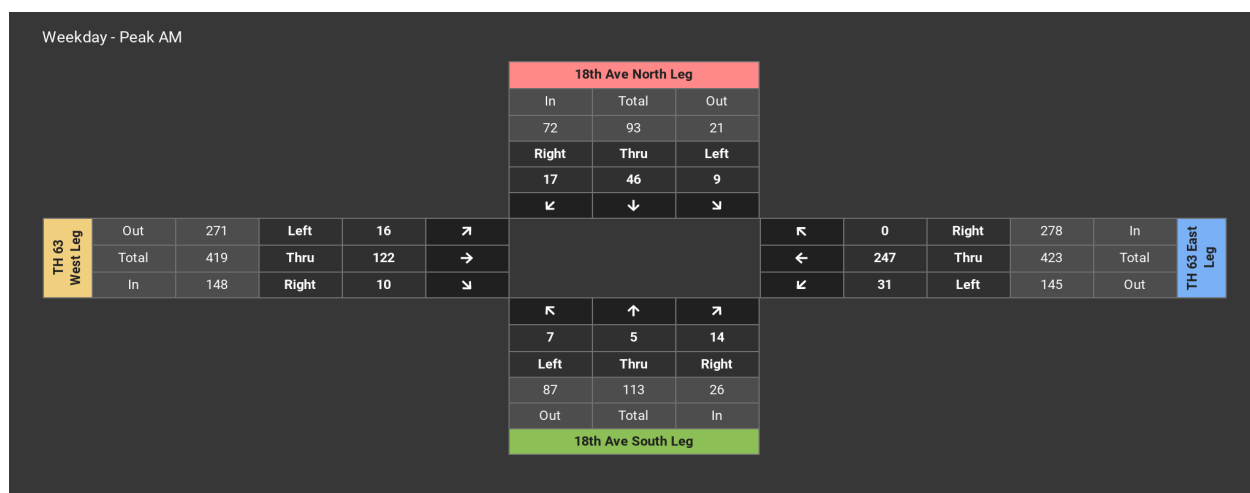 Weekday - Peak AM
18th Ave North Leg
In Total Out
72 93 21
Right Thru Left
17 46 9
↙ ↓ ↘
TH 63
West Leg
Out 271 Left 16 ↗
Total 419 Thru 122 →
In 148 Right 10 ↘
↖ 0 Right 278 In
← 247 Thru 423 Total
↙ 31 Left 145 Out
TH 63 East
Leg
↖ ↑ ↗
7 5 14
Left Thru Right
87 113 26
Out Total In
18th Ave South Leg